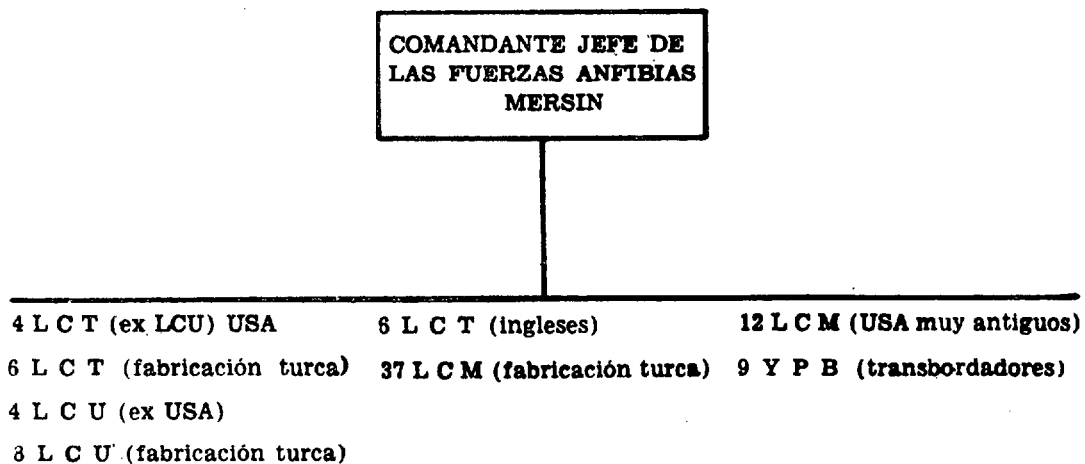 COMANDANTE JEFE DE
LAS FUERZAS ANFIBIAS
MERSIN
4 L C T (ex LCU) USA
6 L C T (fabricación turca)
4 L C U (ex USA)
L C U (fabricación turca)
6 L C T (ingleses)
37 L C M (fabricación turca)
12 L C M (USA muy antiguos)
9 Y P B (transbordadores)